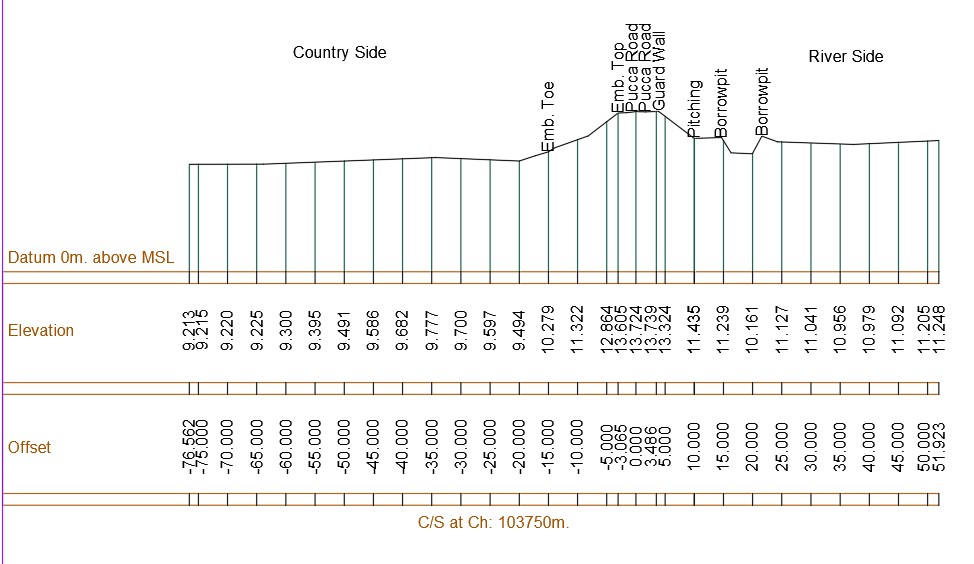 Country Side
River Side
Emb. Toe
Emb. Top
Pucca Road
Pucca Road
Guard Wall
Pitching
Borrowpit
Borrowpit
Datum 0m. above MSL
Elevation 9.213 9.215 9.220 9.225 9.300 9.395 9.491 9.586 9.682 9.777 9.700 9.597 9.494 10.279 11.322 12.864 13.605 13.724 13.739 13.324 11.435 11.239 10.161 11.127 11.041 10.956 10.979 11.092 11.205 11.248
Offset -76.562 -75.000 -70.000 -65.000 -60.000 -55.000 -50.000 -45.000 -40.000 -35.000 -30.000 -25.000 -20.000 -15.000 -10.000 -5.000 -3.065 0.000 3.486 5.000 10.000 15.000 20.000 25.000 30.000 35.000 40.000 45.000 50.000 51.923
C/S at Ch: 103750m.